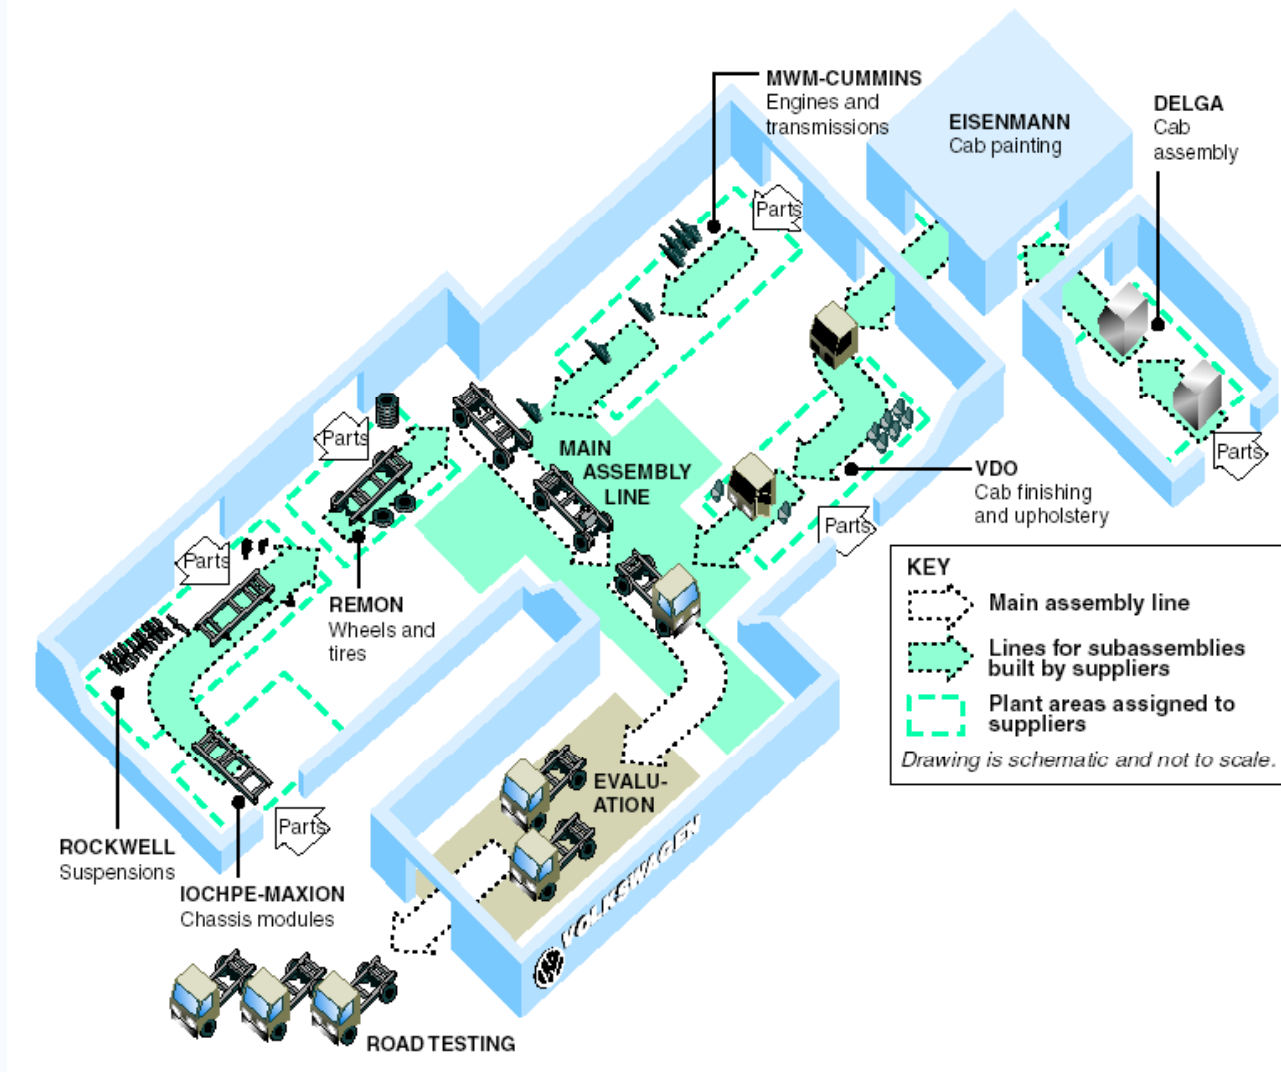 MWM-CUMMINS
Engines and
transmissions
EISENMANN
Cab painting
DELGA
Cab
assembly
Parts
Parts
MAIN
ASSEMBLY
LINE
VDO
Cab finishing
and upholstery
Parts
Parts
Parts
REMON
Wheels and
tires
KEY
Main assembly line
Lines for subassemblies
built by suppliers
Plant areas assigned to
suppliers
Drawing is schematic and not to scale.
EVALU-
ATION
Parts
ROCKWELL
Suspensions
IOCHPE-MAXION
Chassis modules
VOLKSWAGEN
ROAD TESTING